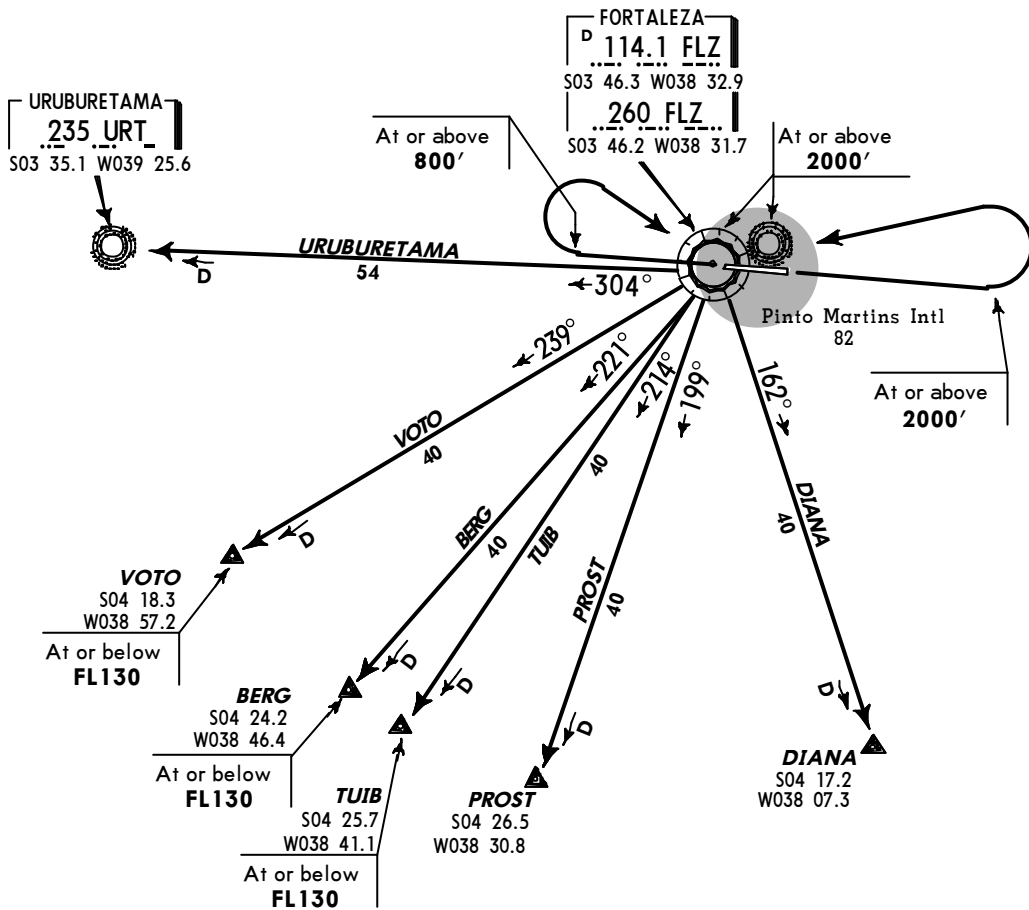 FORTALEZA
D 114.1 FLZ
S03 46.3 W038 32.9
260 FLZ
S03 46.2 W038 31.7
URUBURETAMA
235 URT
S03 35.1 W039 25.6
At or above
800'
At or above
2000'
URUBURETAMA
54
D
304°
Pinto Martins Intl
82
At or above
2000'
239°
221°
214°
199°
162°
VOTO
40
BERG
40
TUIB
40
PROST
40
DIANA
40
D
D
D
D
D
VOTO
S04 18.3
W038 57.2
At or below
FL130
BERG
S04 24.2
W038 46.4
At or below
FL130
TUIB
S04 25.7
W038 41.1
At or below
FL130
PROST
S04 26.5
W038 30.8
DIANA
S04 17.2
W038 07.3